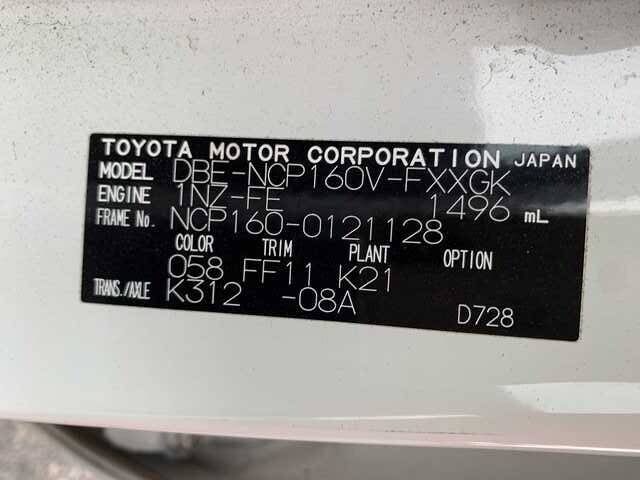 TOYOTA MOTOR CORPORATION JAPAN
MODEL DBE-NCP160V-FXXGK
ENGINE 1NZ-FE 1496 mL
FRAME No. NCP160-0121128
COLOR TRIM PLANT OPTION
058 FF11 K21
TRANS./AXLE K312 -08A
D728